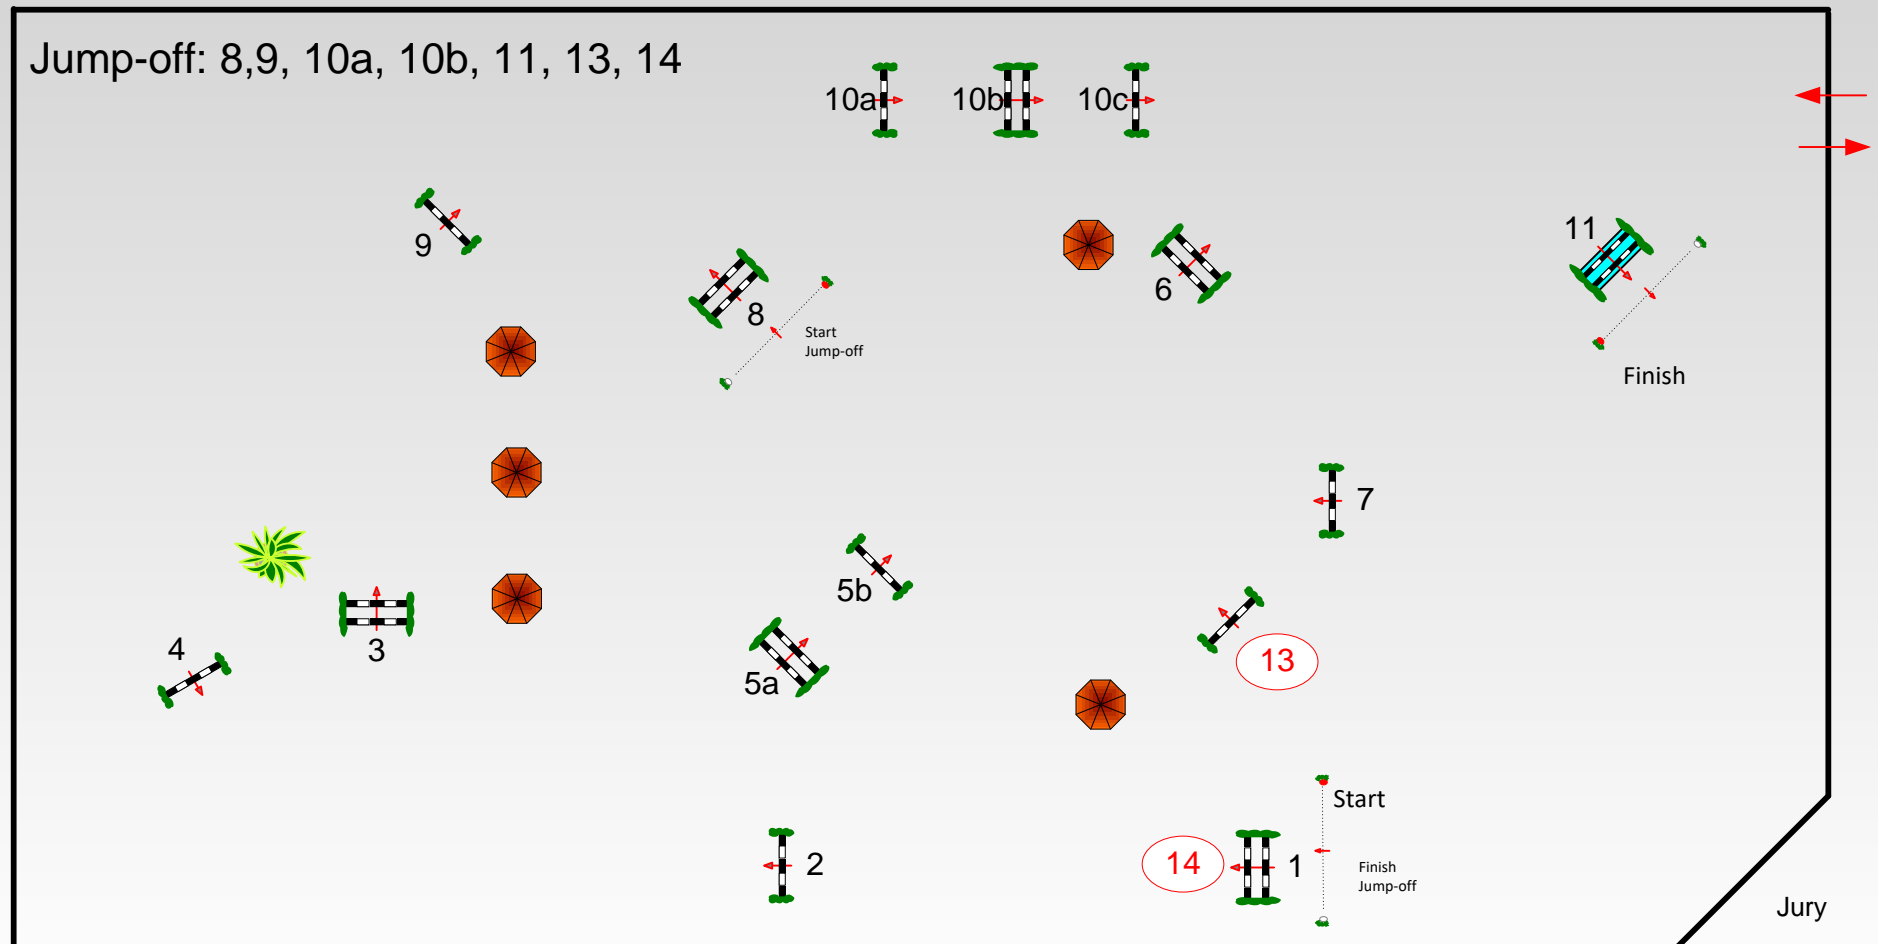 Jump-off: 8,9, 10a, 10b, 11, 13, 14
10a
10b
10c
9
8
Start
Jump-off
6
11
Finish
7
5b
13
4
3
5a
Start
2
14
1
Finish
Jump-off
Jury